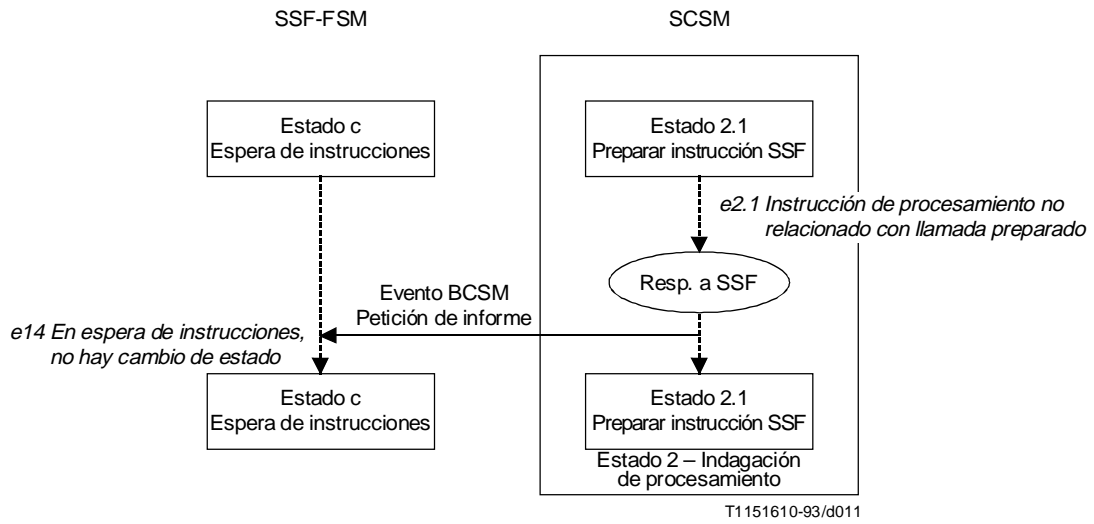 SSF-FSM
SCSM
Estado c
Espera de instrucciones
Estado 2.1
Preparar instrucción SSF
e2.1 Instrucción de procesamiento no
relacionado con llamada preparado
Resp. a SSF
Evento BCSM
Petición de informe
e14 En espera de instrucciones,
no hay cambio de estado
Estado c
Espera de instrucciones
Estado 2.1
Preparar instrucción SSF
Estado 2 – Indagación
de procesamiento
T1151610-93/d011